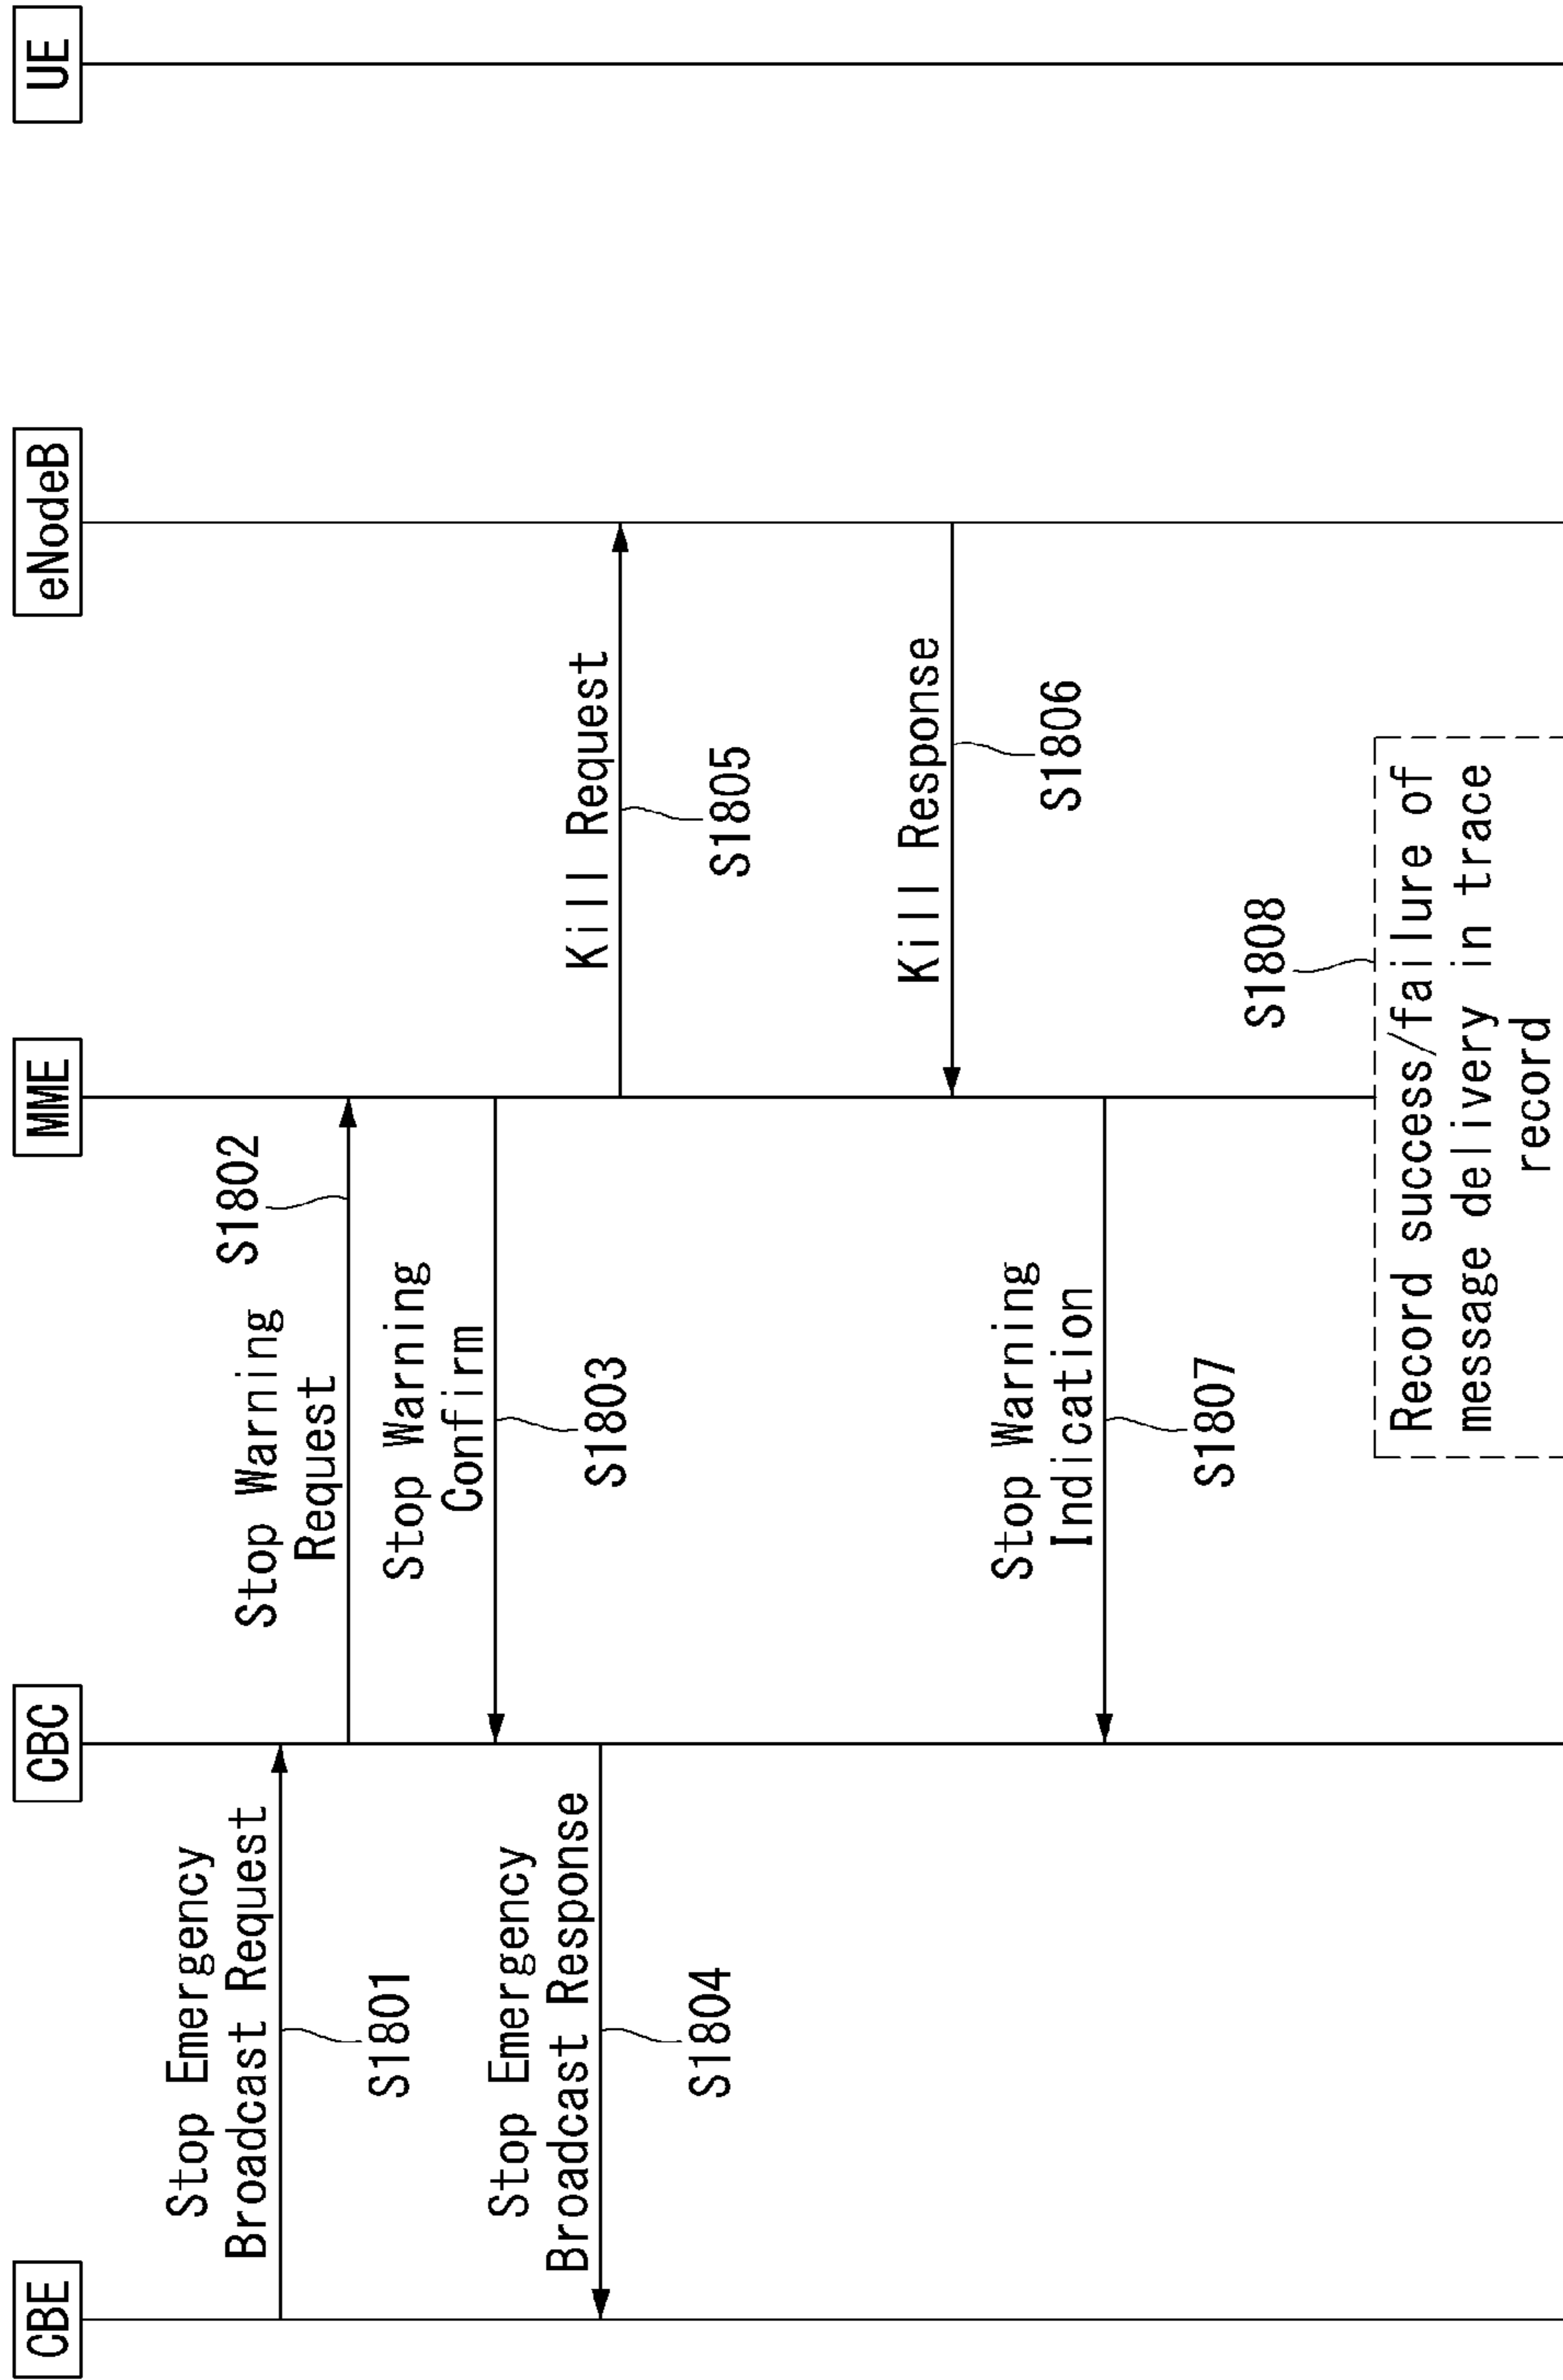 CBE
CBC
MME
eNodeB
UE
Stop Emergency
Broadcast Request
S1801
Stop Warning
Request
S1802
Stop Warning
Confirm
S1803
Stop Emergency
Broadcast Response
S1804
Kill Request
S1805
Kill Response
S1806
Stop Warning
Indication
S1807
S1808
Record success/failure of
message delivery in trace
record